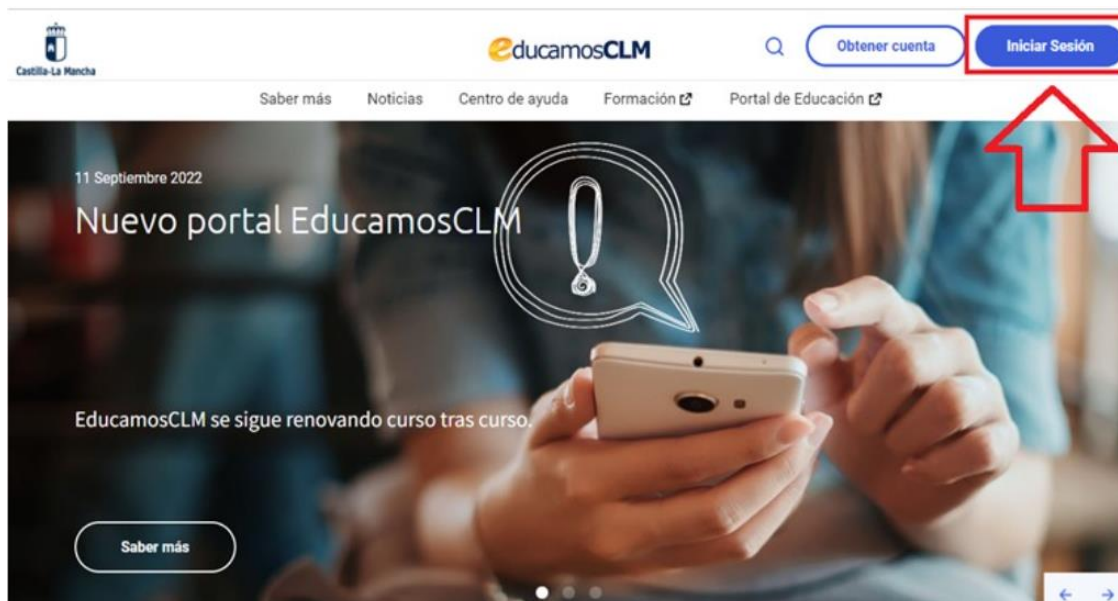 Castilla-La Mancha
educamosCLM
Obtener cuenta
Iniciar Sesión
Saber más
Noticias
Centro de ayuda
Formación
Portal de Educación
11 Septiembre 2022
Nuevo portal EducamosCLM
EducamosCLM se sigue renovando curso tras curso.
Saber más